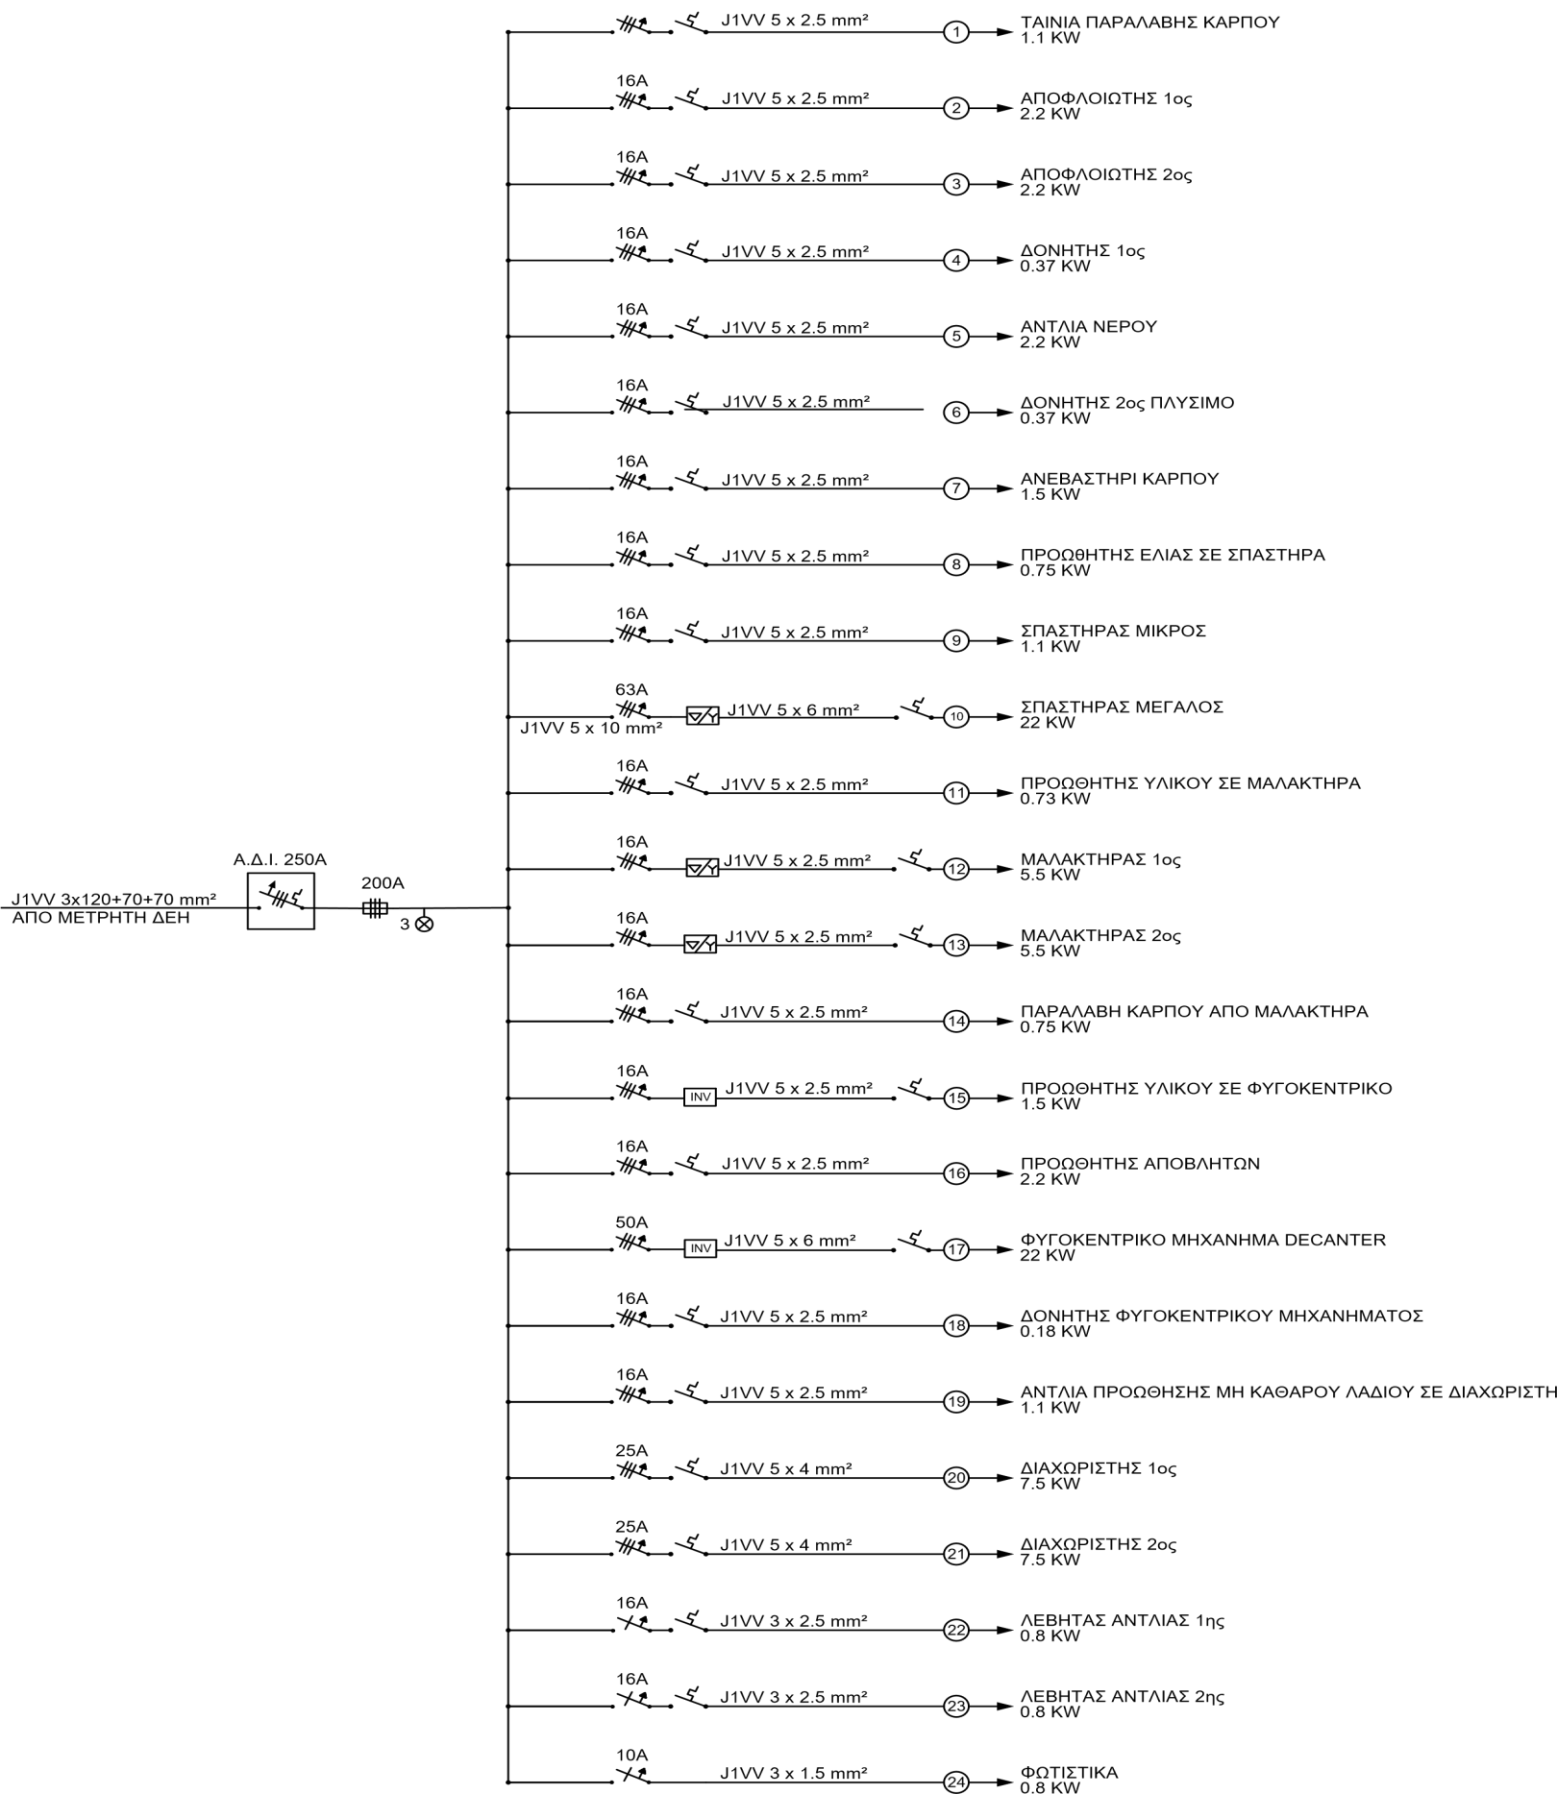 J1VV 5 x 2.5 mm²
1
ΤΑΙΝΙΑ ΠΑΡΑΛΑΒΗΣ ΚΑΡΠΟΥ
1.1 KW
16A
J1VV 5 x 2.5 mm²
2
ΑΠΟΦΛΟΙΩΤΗΣ 1ος
2.2 KW
16A
J1VV 5 x 2.5 mm²
3
ΑΠΟΦΛΟΙΩΤΗΣ 2ος
2.2 KW
16A
J1VV 5 x 2.5 mm²
4
ΔΟΝΗΤΗΣ 1ος
0.37 KW
16A
J1VV 5 x 2.5 mm²
5
ΑΝΤΛΙΑ ΝΕΡΟΥ
2.2 KW
16A
J1VV 5 x 2.5 mm²
6
ΔΟΝΗΤΗΣ 2ος ΠΛΥΣΙΜΟ
0.37 KW
16A
J1VV 5 x 2.5 mm²
7
ΑΝΕΒΑΣΤΗΡΙ ΚΑΡΠΟΥ
1.5 KW
16A
J1VV 5 x 2.5 mm²
8
ΠΡΟΩθΗΤΗΣ ΕΛΙΑΣ ΣΕ ΣΠΑΣΤΗΡΑ
0.75 KW
16A
J1VV 5 x 2.5 mm²
9
ΣΠΑΣΤΗΡΑΣ ΜΙΚΡΟΣ
1.1 KW
63A
J1VV 5 x 10 mm²
J1VV 5 x 6 mm²
10
ΣΠΑΣΤΗΡΑΣ ΜΕΓΑΛΟΣ
22 KW
16A
J1VV 5 x 2.5 mm²
11
ΠΡΟΩΘΗΤΗΣ ΥΛΙΚΟΥ ΣΕ ΜΑΛΑΚΤΗΡΑ
0.73 KW
16A
J1VV 5 x 2.5 mm²
12
ΜΑΛΑΚΤΗΡΑΣ 1ος
5.5 KW
J1VV 3x120+70+70 mm²
ΑΠΟ ΜΕΤΡΗΤΗ ΔΕΗ
Α.Δ.Ι. 250A
200A
3
16A
J1VV 5 x 2.5 mm²
13
ΜΑΛΑΚΤΗΡΑΣ 2ος
5.5 KW
16A
J1VV 5 x 2.5 mm²
14
ΠΑΡΑΛΑΒΗ ΚΑΡΠΟΥ ΑΠΟ ΜΑΛΑΚΤΗΡΑ
0.75 KW
16A
INV
J1VV 5 x 2.5 mm²
15
ΠΡΟΩΘΗΤΗΣ ΥΛΙΚΟΥ ΣΕ ΦΥΓΟΚΕΝΤΡΙΚΟ
1.5 KW
16A
J1VV 5 x 2.5 mm²
16
ΠΡΟΩΘΗΤΗΣ ΑΠΟΒΛΗΤΩΝ
2.2 KW
50A
INV
J1VV 5 x 6 mm²
17
ΦΥΓΟΚΕΝΤΡΙΚΟ ΜΗΧΑΝΗΜΑ DECANTER
22 KW
16A
J1VV 5 x 2.5 mm²
18
ΔΟΝΗΤΗΣ ΦΥΓΟΚΕΝΤΡΙΚΟΥ ΜΗΧΑΝΗΜΑΤΟΣ
0.18 KW
16A
J1VV 5 x 2.5 mm²
19
ΑΝΤΛΙΑ ΠΡΟΩΘΗΣΗΣ ΜΗ ΚΑΘΑΡΟΥ ΛΑΔΙΟΥ ΣΕ ΔΙΑΧΩΡΙΣΤΗ
1.1 KW
25A
J1VV 5 x 4 mm²
20
ΔΙΑΧΩΡΙΣΤΗΣ 1ος
7.5 KW
25A
J1VV 5 x 4 mm²
21
ΔΙΑΧΩΡΙΣΤΗΣ 2ος
7.5 KW
16A
J1VV 3 x 2.5 mm²
22
ΛΕΒΗΤΑΣ ΑΝΤΛΙΑΣ 1ης
0.8 KW
16A
J1VV 3 x 2.5 mm²
23
ΛΕΒΗΤΑΣ ΑΝΤΛΙΑΣ 2ης
0.8 KW
10A
J1VV 3 x 1.5 mm²
24
ΦΩΤΙΣΤΙΚΑ
0.8 KW